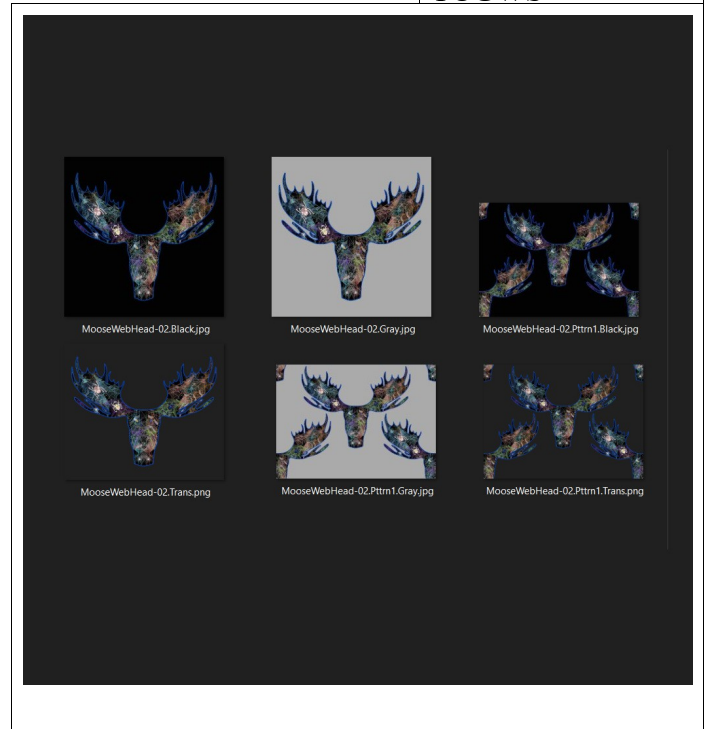 MooseWebHead-02.Black.jpg
MooseWebHead-02.Gray.jpg
MooseWebHead-02.Pttrn1.Black.jpg
MooseWebHead-02.Trans.png
MooseWebHead-02.Pttrn1.Gray.jpg
MooseWebHead-02.Pttrn1.Trans.png